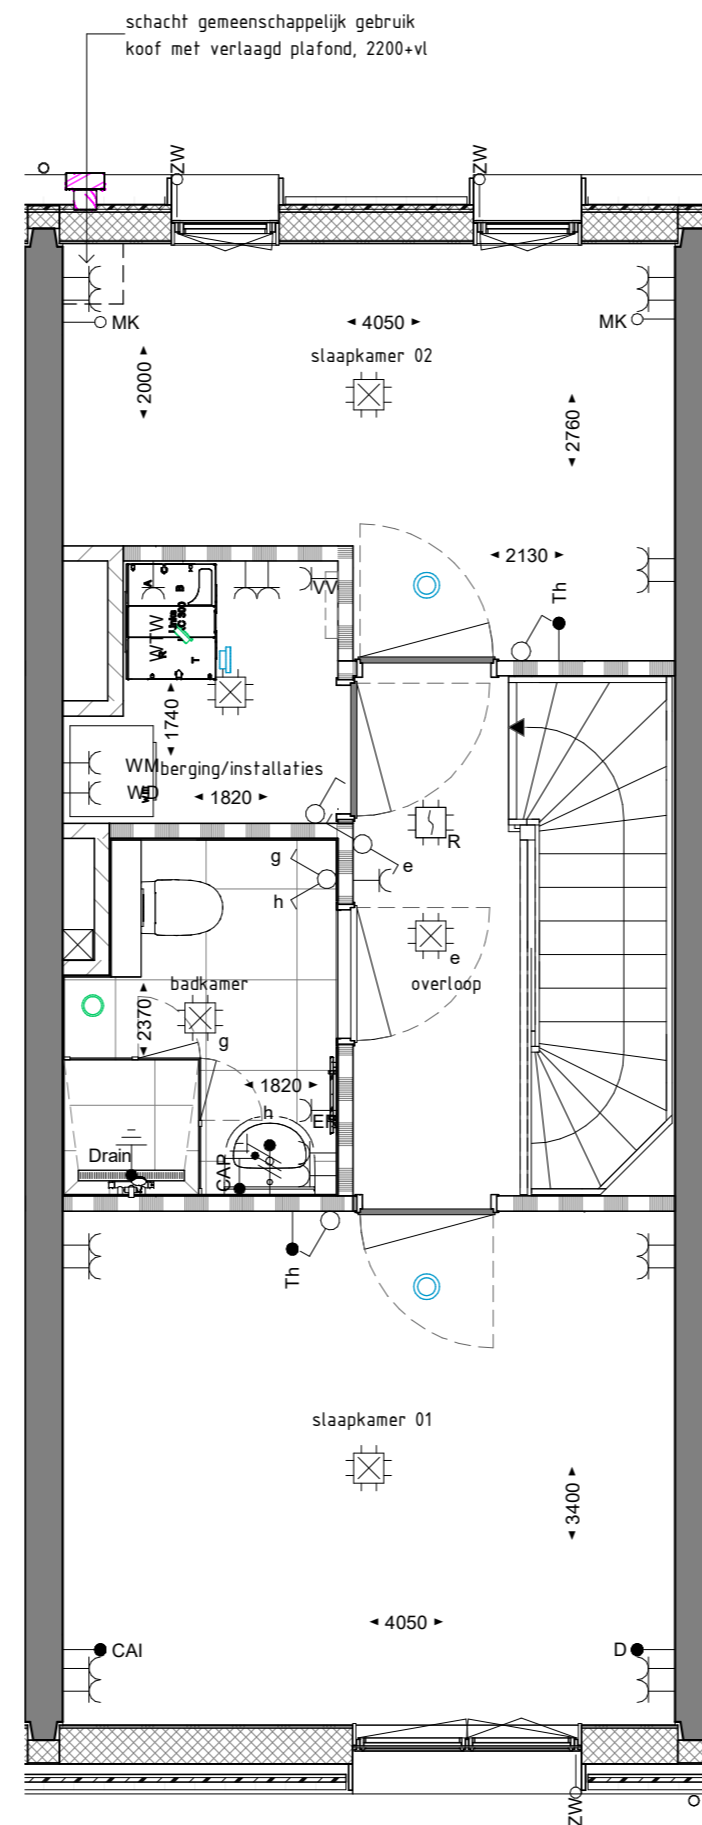 schacht gemeenschappelijk gebruik
koof met verlaagd plafond, 2200+vl
ZW
ZW
MK
4050
MK
slaapkamer 02
2000
2760
2130
Th
A
B
WTW
T
1740
WM
berging/installaties
WD
1820
R
g
e
h
e
badkamer
overloop
2370
g
1820
h
Drain
CAP
Th
slaapkamer 01
3400
4050
CAI
D
ZW